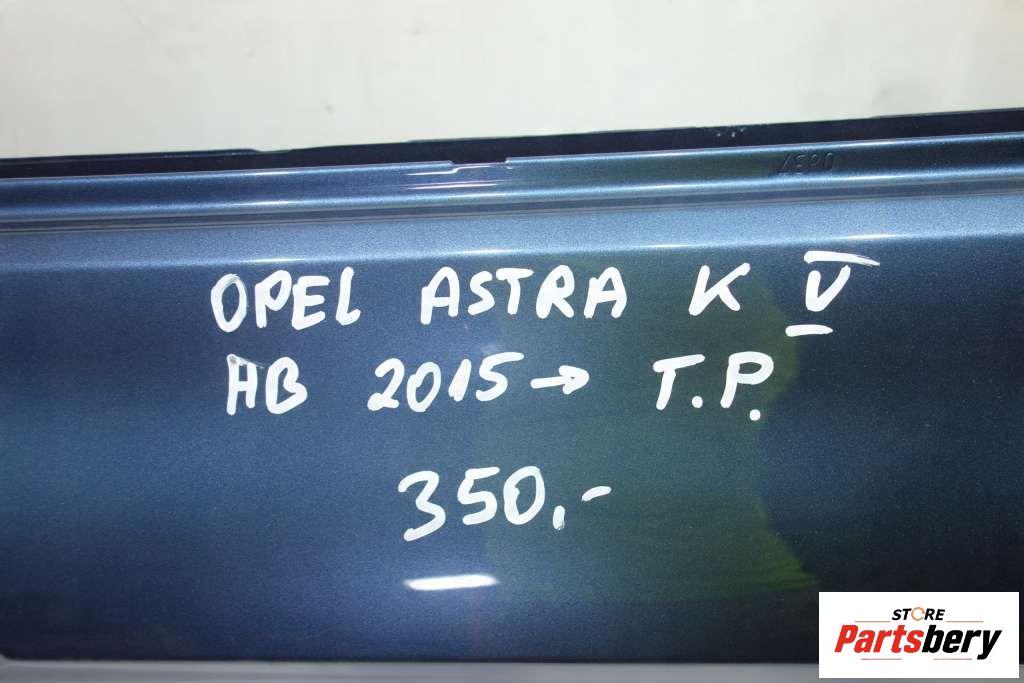 OPEL ASTRA K V
HB 2015 → T.P.
350,-
STORE
Partsbery